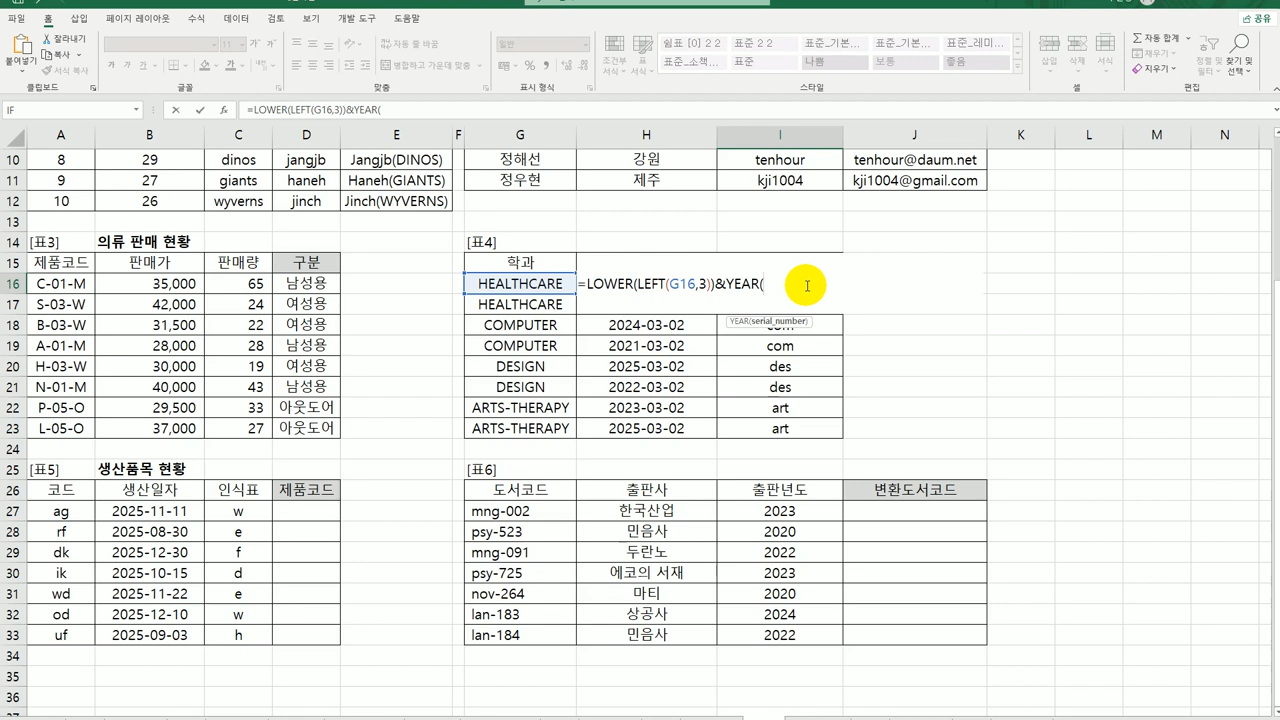 파일 홈 삽입 페이지 레이아웃 수식 데이터 검토 보기 개발 도구 도움말 공유
붙여넣기 잘라내기 복사 서식 복사 클립보드
11 가 가 가 가 가 글꼴
자동 줄 바꿈 병합하고 가운데 맞춤 맞춤
일반 % 표시 형식
조건부 서식 표 서식
쉼표 [0] 2 2 표준 2 2 표준_기본... 표준_기본... 표준_레미...
표준_소책... 표준 나쁨 보통 좋음
스타일
삽입 삭제 서식 셀
자동 합계 채우기 지우기 정렬 및 필터 찾기 및 선택 편집
IF fx =LOWER(LEFT(G16,3))&YEAR(
A B C D E F G H I J K L M N
10 8 29 dinos jangjb Jangjb(DINOS) 정해선 강원 tenhour tenhour@daum.net
11 9 27 giants haneh Haneh(GIANTS) 정우현 제주 kji1004 kji1004@gmail.com
12 10 26 wyverns jinch Jinch(WYVERNS)
13
14 [표3] 의류 판매 현황 [표4]
15 제품코드 판매가 판매량 구분 학과
16 C-01-M 35,000 65 남성용 HEALTHCARE =LOWER(LEFT(G16,3))&YEAR(
17 S-03-W 42,000 24 여성용 HEALTHCARE
YEAR(serial_number)
18 B-03-W 31,500 22 여성용 COMPUTER 2024-03-02 com
19 A-01-M 28,000 28 남성용 COMPUTER 2021-03-02 com
20 H-03-W 30,000 19 여성용 DESIGN 2025-03-02 des
21 N-01-M 40,000 43 남성용 DESIGN 2022-03-02 des
22 P-05-O 29,500 33 아웃도어 ARTS-THERAPY 2023-03-02 art
23 L-05-O 37,000 27 아웃도어 ARTS-THERAPY 2025-03-02 art
24
25 [표5] 생산품목 현황 [표6]
26 코드 생산일자 인식표 제품코드 도서코드 출판사 출판년도 변환도서코드
27 ag 2025-11-11 w mng-002 한국산업 2023
28 rf 2025-08-30 e psy-523 민음사 2020
29 dk 2025-12-30 f mng-091 두란노 2022
30 ik 2025-10-15 d psy-725 에코의 서재 2023
31 wd 2025-11-22 e nov-264 마티 2020
32 od 2025-12-10 w lan-183 상공사 2024
33 uf 2025-09-03 h lan-184 민음사 2022
34
35
36